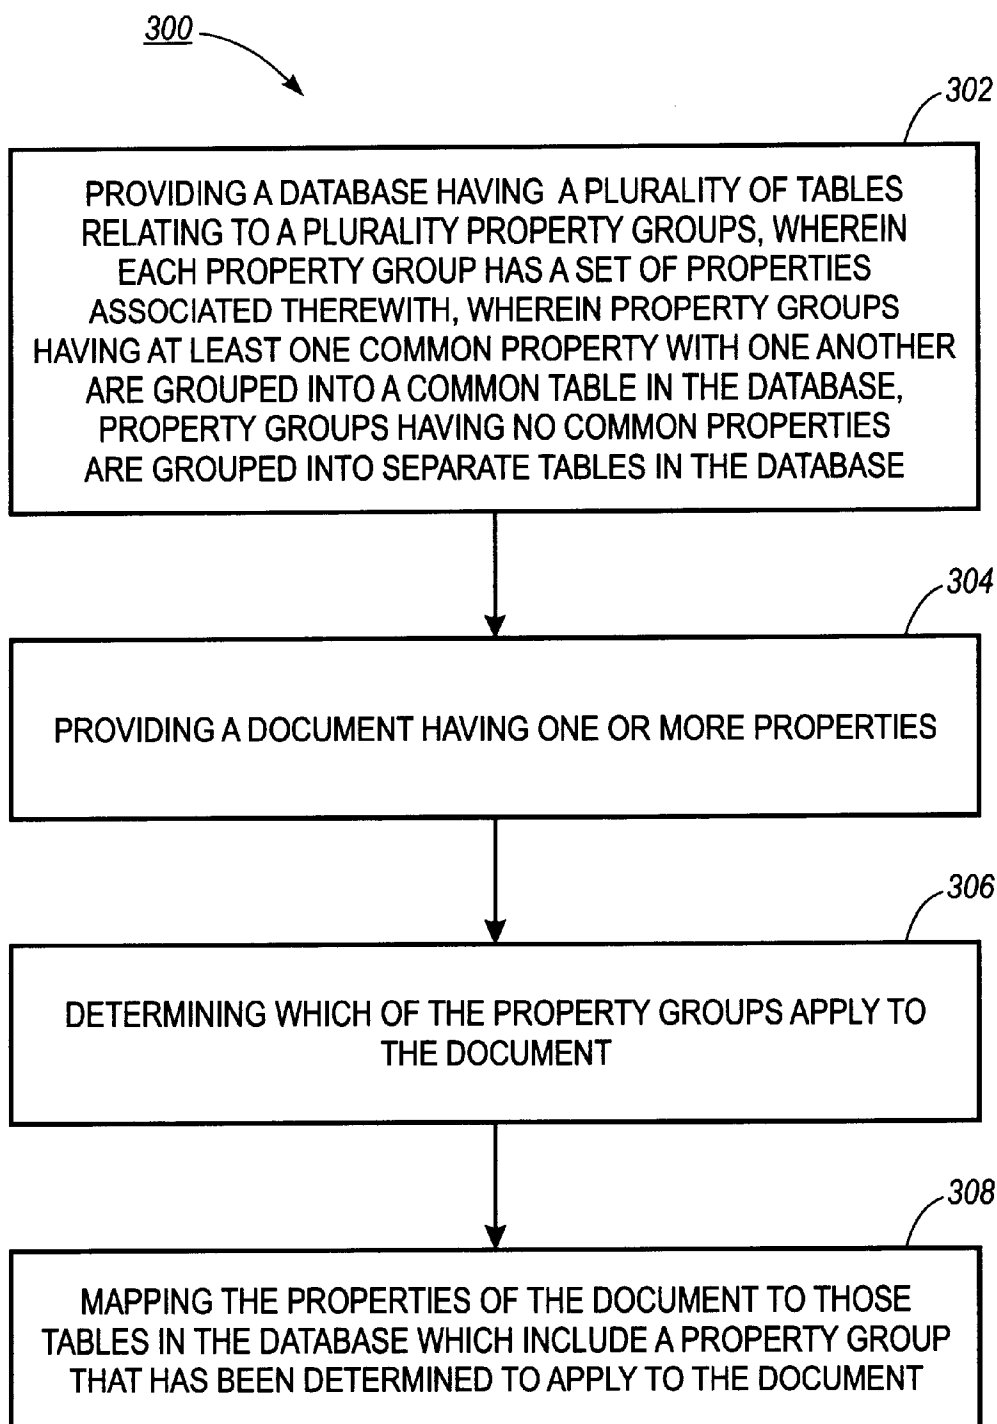 300
302
PROVIDING A DATABASE HAVING A PLURALITY OF TABLES
RELATING TO A PLURALITY PROPERTY GROUPS, WHEREIN
EACH PROPERTY GROUP HAS A SET OF PROPERTIES
ASSOCIATED THEREWITH, WHEREIN PROPERTY GROUPS
HAVING AT LEAST ONE COMMON PROPERTY WITH ONE ANOTHER
ARE GROUPED INTO A COMMON TABLE IN THE DATABASE,
PROPERTY GROUPS HAVING NO COMMON PROPERTIES
ARE GROUPED INTO SEPARATE TABLES IN THE DATABASE
304
PROVIDING A DOCUMENT HAVING ONE OR MORE PROPERTIES
306
DETERMINING WHICH OF THE PROPERTY GROUPS APPLY TO
THE DOCUMENT
308
MAPPING THE PROPERTIES OF THE DOCUMENT TO THOSE
TABLES IN THE DATABASE WHICH INCLUDE A PROPERTY GROUP
THAT HAS BEEN DETERMINED TO APPLY TO THE DOCUMENT